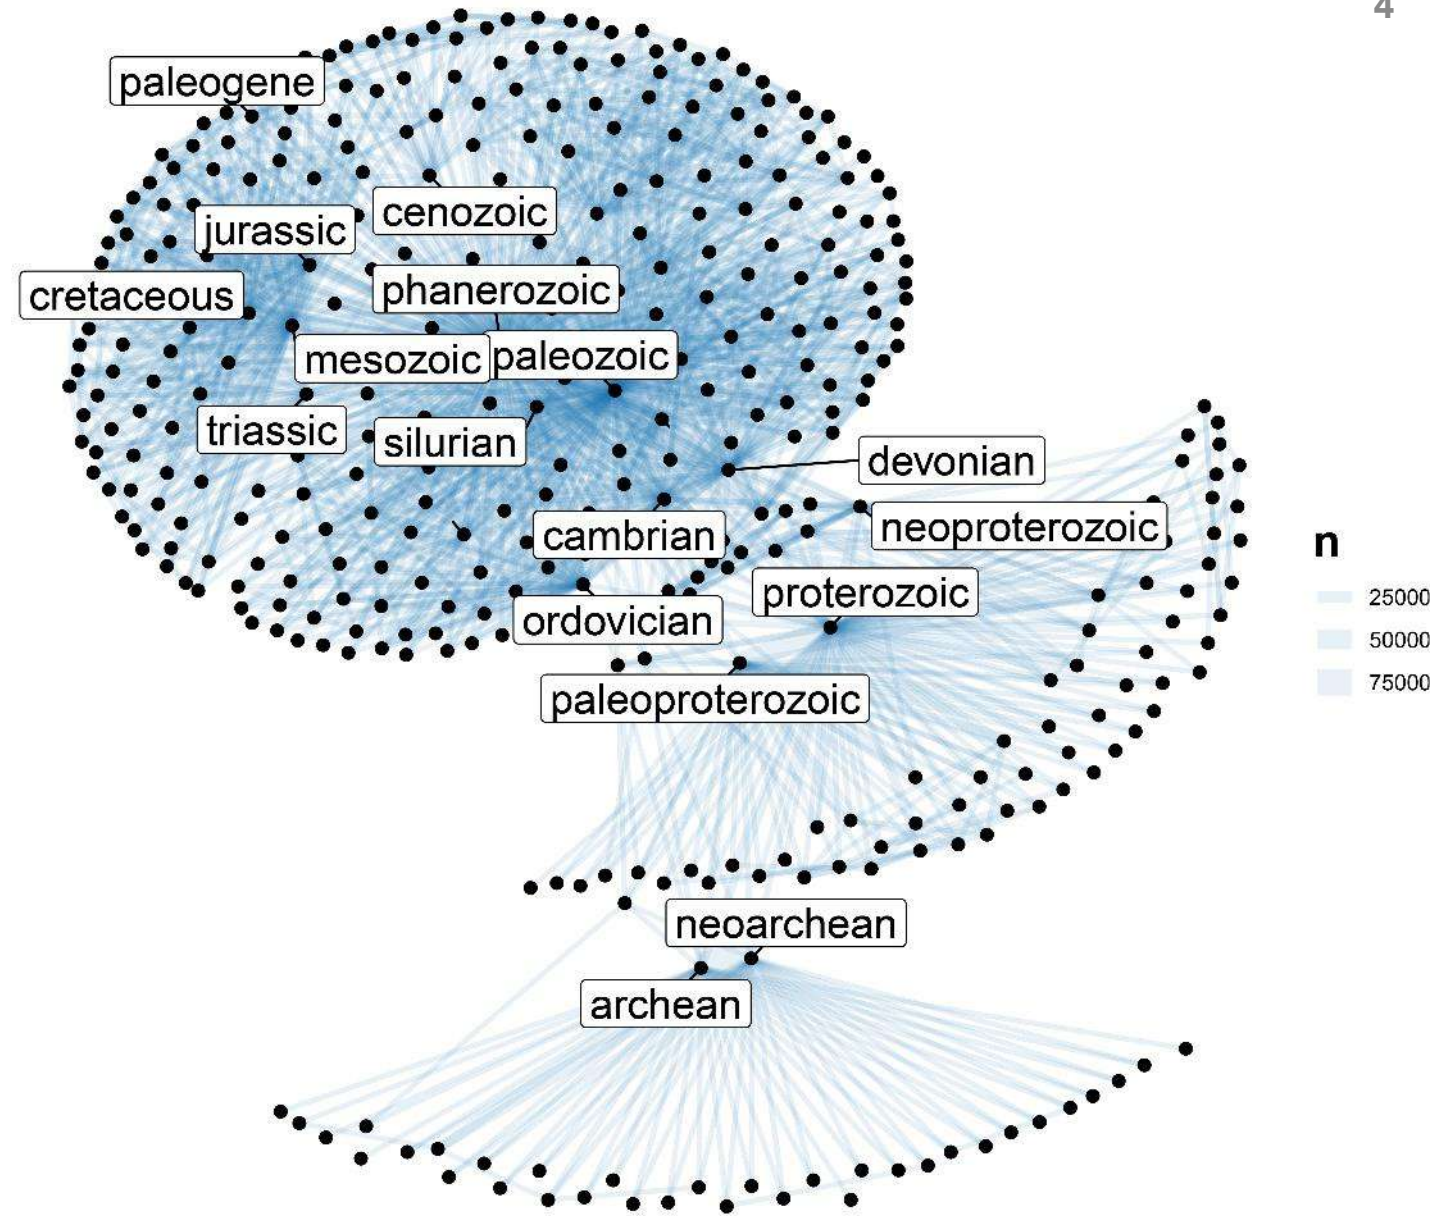 4
paleogene
cenozoic
jurassic
cretaceous
phanerozoic
mesozoic
paleozoic
triassic
silurian
devonian
neoproterozoic
cambrian
proterozoic
ordovician
paleoproterozoic
n
25000
50000
75000
neoarchean
archean